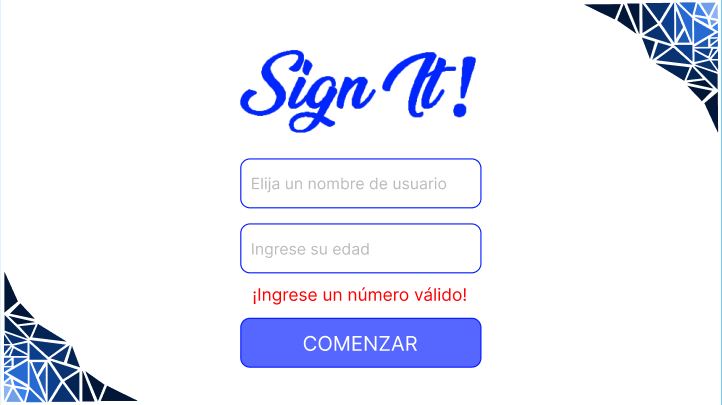 Sign It!
Elija un nombre de usuario
Ingrese su edad
¡Ingrese un número válido!
COMENZAR